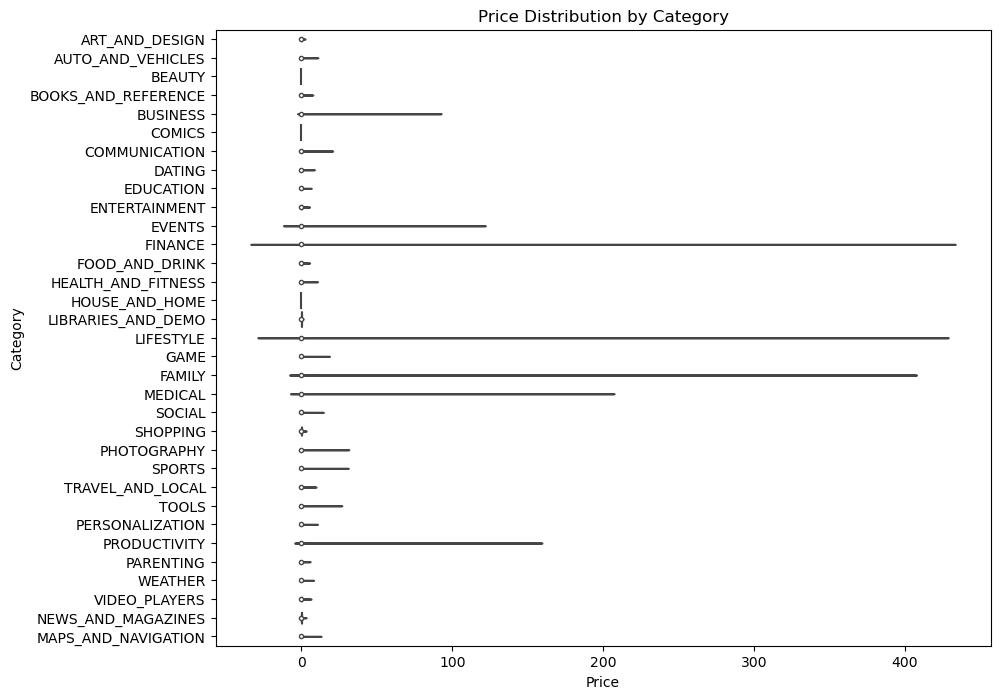 Price Distribution by Category
ART_AND_DESIGN
AUTO_AND_VEHICLES
BEAUTY
BOOKS_AND_REFERENCE
BUSINESS
COMICS
COMMUNICATION
DATING
EDUCATION
ENTERTAINMENT
EVENTS
FINANCE
FOOD_AND_DRINK
HEALTH_AND_FITNESS
HOUSE_AND_HOME
LIBRARIES_AND_DEMO
LIFESTYLE
GAME
FAMILY
MEDICAL
SOCIAL
SHOPPING
PHOTOGRAPHY
SPORTS
TRAVEL_AND_LOCAL
TOOLS
PERSONALIZATION
PRODUCTIVITY
PARENTING
WEATHER
VIDEO_PLAYERS
NEWS_AND_MAGAZINES
MAPS_AND_NAVIGATION
Category
0 100 200 300 400
Price